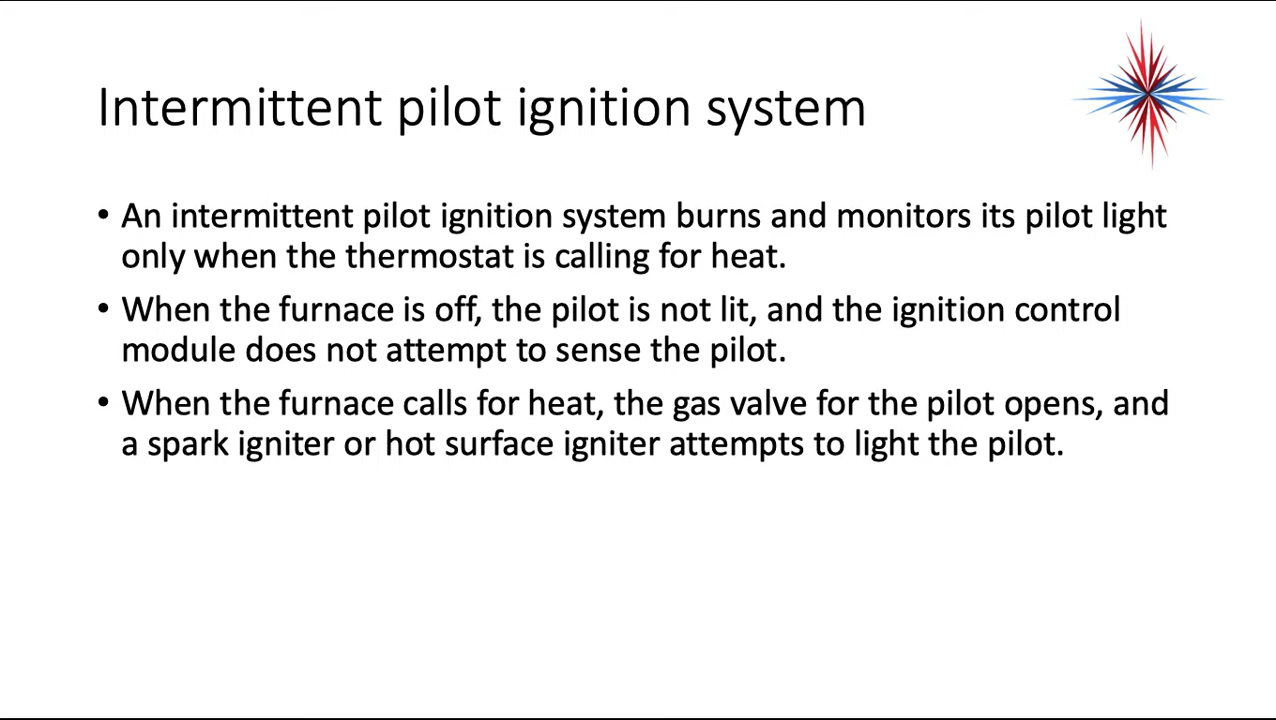 Intermittent pilot ignition system
• An intermittent pilot ignition system burns and monitors its pilot light
only when the thermostat is calling for heat.
• When the furnace is off, the pilot is not lit, and the ignition control
module does not attempt to sense the pilot.
• When the furnace calls for heat, the gas valve for the pilot opens, and
a spark igniter or hot surface igniter attempts to light the pilot.